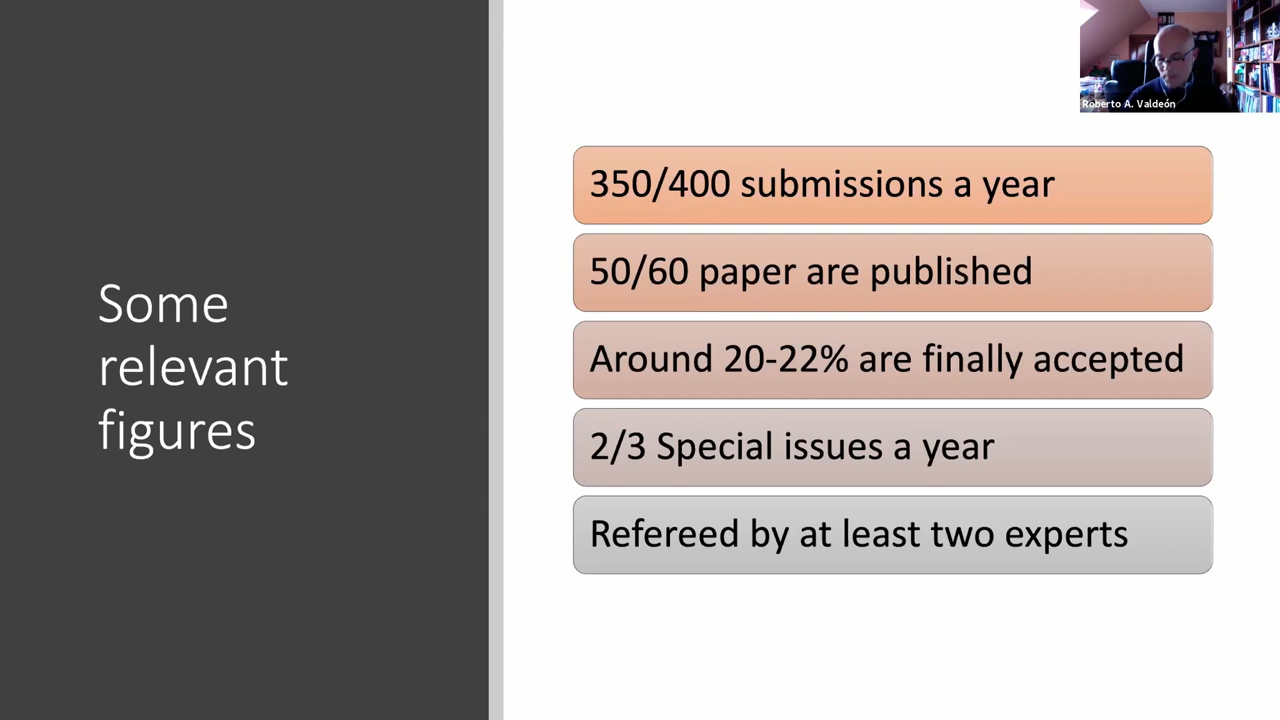 Some
relevant
figures
350/400 submissions a year
50/60 paper are published
Around 20-22% are finally accepted
2/3 Special issues a year
Refereed by at least two experts
Roberto A. Valdeón